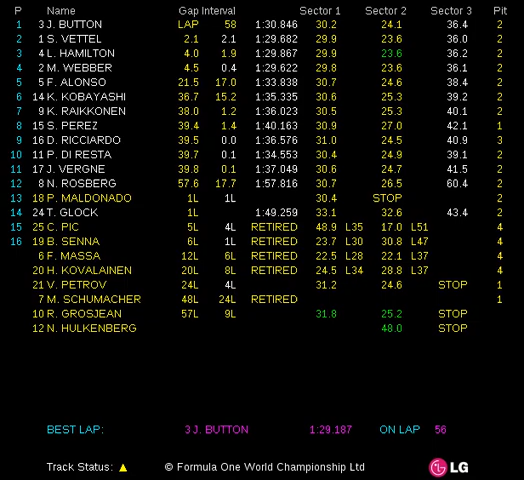 P Name Gap Interval Sector 1 Sector 2 Sector 3 Pit
1 3 J. BUTTON LAP 58 1:30.846 30.2 24.1 36.4 2
2 1 S. VETTEL 2.1 2.1 1:29.682 29.9 23.6 36.0 2
3 4 L. HAMILTON 4.0 1.9 1:29.867 29.9 23.6 36.2 2
4 2 M. WEBBER 4.5 0.4 1:29.622 29.8 23.6 36.1 2
5 5 F. ALONSO 21.5 17.0 1:33.838 30.7 24.6 38.4 2
6 14 K. KOBAYASHI 36.7 15.2 1:35.335 30.6 25.3 39.2 2
7 9 K. RAIKKONEN 38.0 1.2 1:36.023 30.5 25.3 40.1 2
8 15 S. PEREZ 39.4 1.4 1:40.163 30.9 27.0 42.1 1
9 16 D. RICCIARDO 39.5 0.0 1:36.576 31.0 24.5 40.9 3
10 11 P. DI RESTA 39.7 0.1 1:34.553 30.4 24.9 39.1 2
11 17 J. VERGNE 39.8 0.1 1:37.049 30.6 24.7 41.5 2
12 8 N. ROSBERG 57.6 17.7 1:57.816 30.7 26.5 60.4 2
13 18 P. MALDONADO 1L 1L 30.4 STOP 2
14 24 T. GLOCK 1L 1:49.259 33.1 32.6 43.4 2
15 25 C. PIC 5L 4L RETIRED 48.9 L35 17.0 L51 4
16 19 B. SENNA 6L 1L RETIRED 23.7 L30 30.8 L47 4
6 F. MASSA 12L 6L RETIRED 22.5 L28 22.1 L37 4
20 H. KOVALAINEN 20L 8L RETIRED 24.5 L34 28.8 L37 4
21 V. PETROV 24L 4L 31.2 24.6 STOP 1
7 M. SCHUMACHER 48L 24L RETIRED 1
10 R. GROSJEAN 57L 9L 31.8 25.2 STOP
12 N. HULKENBERG 48.0 STOP
BEST LAP: 3 J. BUTTON 1:29.187 ON LAP 56
Track Status: ▲ © Formula One World Championship Ltd LG